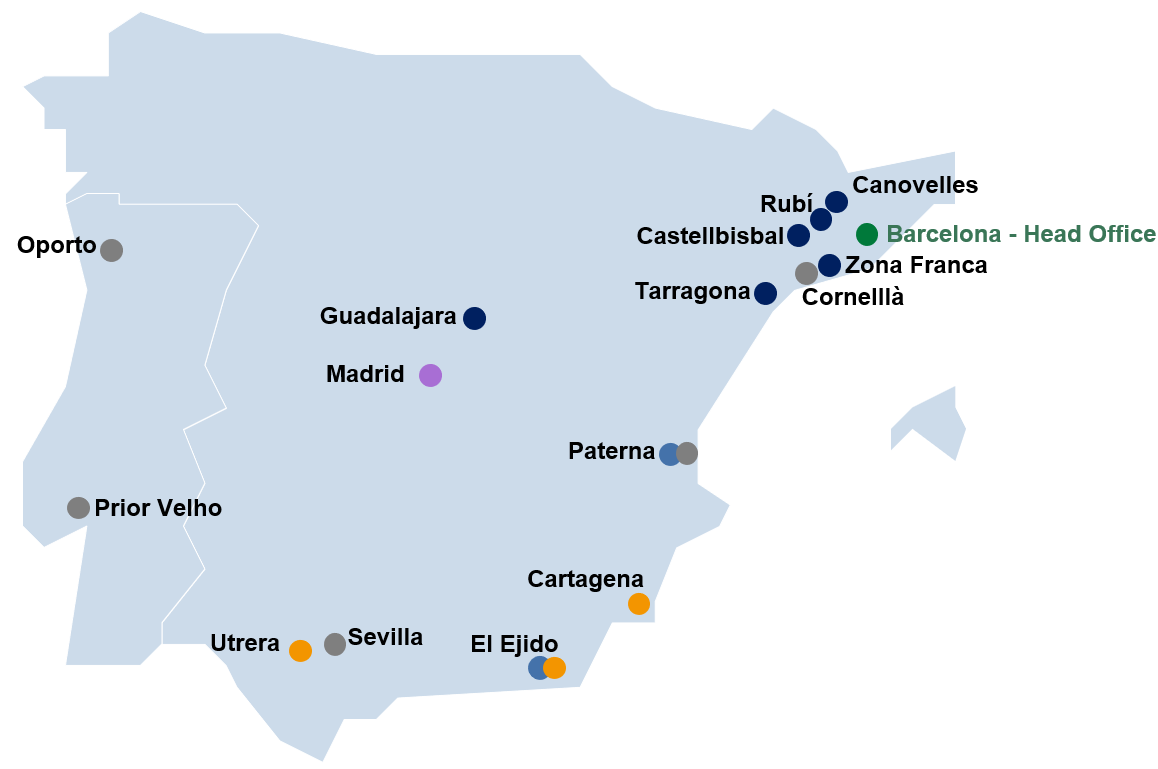 Canovelles
Rubí
Barcelona - Head Office
Castellbisbal
Oporto
Zona Franca
Tarragona
Cornelllà
Guadalajara
Madrid
Paterna
Prior Velho
Cartagena
Sevilla
Utrera
El Ejido